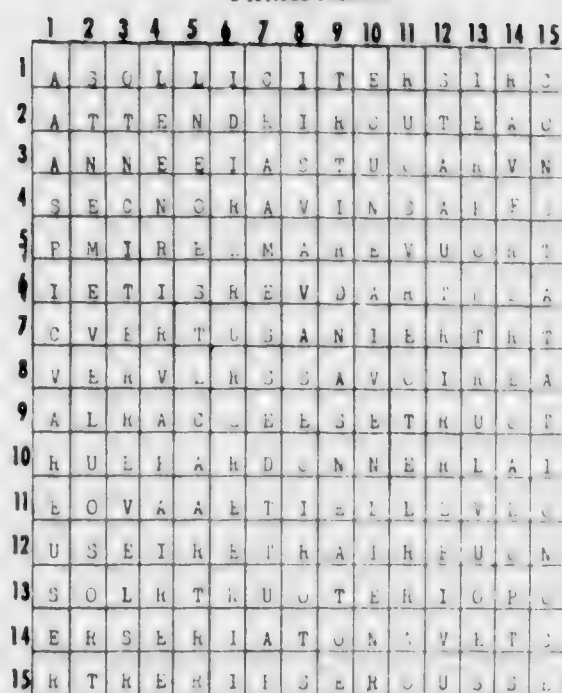 1 2 3 4 5 6 7 8 9 10 11 12 13 14 15
1 A S O L L I C I T E R S I R C
2 A T T E N D R I R C U T E A C
3 A N N E E I A S T U C A R V N
4 S E C N O R A V I N S A F F
5 P M I R E L M A R E V U O R T
6 I E T I S R E V D A R T A
7 C V E R T U S A N I E R T R T
8 V E R V E R S S A V O I R E A
9 A L R A C E E S E T R U C T
10 R U E F A R D O N N E R L A I
11 E O V A A E T I E L L E V E C
12 U S E I R E T R A I R F U C N
13 S O L R T R U O T E R I O P
14 E R S E R I A T O N A V E T S
15 R T R E R I F S E R O U S S E